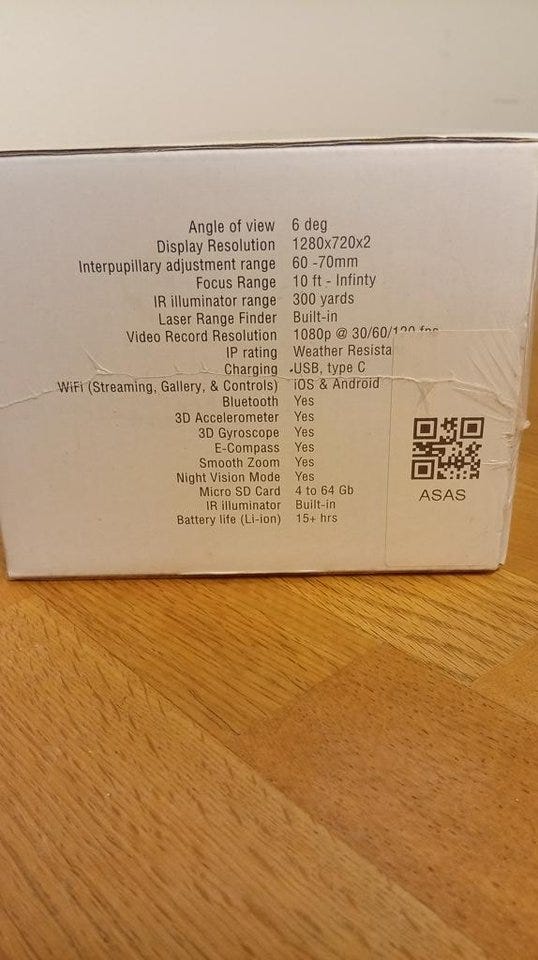 Angle of view 6 deg
Display Resolution 1280x720x2
Interpupillary adjustment range 60 -70mm
Focus Range 10 ft - Infinty
IR illuminator range 300 yards
Laser Range Finder Built-in
Video Record Resolution 1080p @ 30/60/120 fps
IP rating Weather Resista
Charging USB, type C
WiFi (Streaming, Gallery, & Controls) iOS & Android
Bluetooth Yes
3D Accelerometer Yes
3D Gyroscope Yes
E-Compass Yes
Smooth Zoom Yes
Night Vision Mode Yes
Micro SD Card 4 to 64 Gb
IR illuminator Built-in
Battery life (Li-ion) 15+ hrs
ASAS